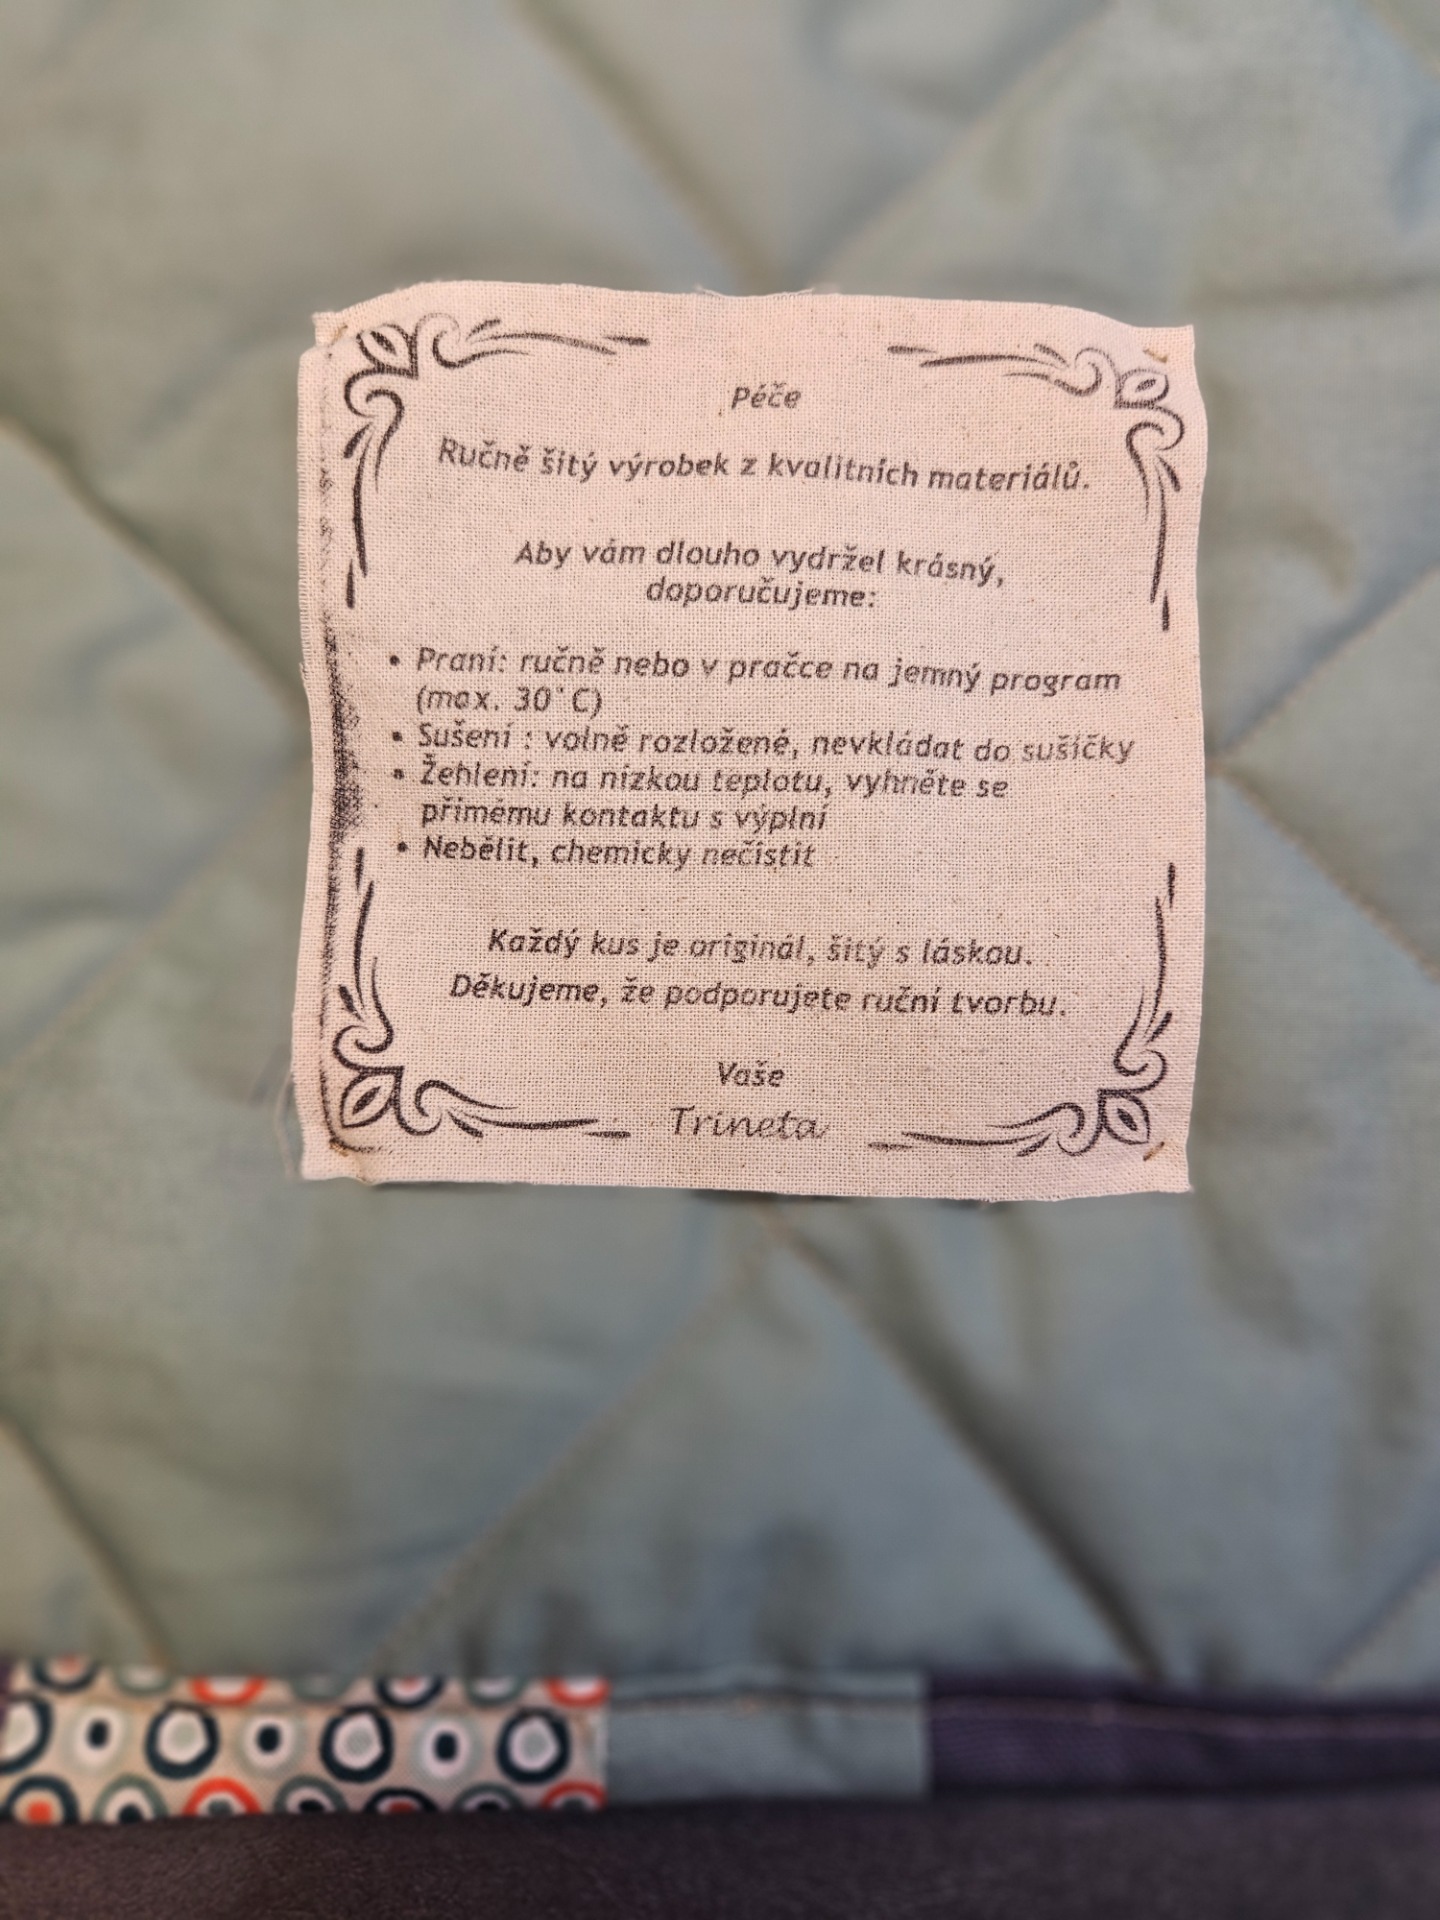 Péče
Ručně šitý výrobek z kvalitních materiálů.
Aby vám dlouho vydržel krásný,
doporučujeme:
• Praní: ručně nebo v pračce na jemný program
(max. 30°C)
• Sušení : volně rozložené, nevkládat do sušičky
• Žehlení: na nízkou teplotu, vyhněte se
přímému kontaktu s výplní
• Nebělit, chemicky nečistit
Každý kus je originál, šitý s láskou.
Děkujeme, že podporujete ruční tvorbu.
Vaše
Trineta